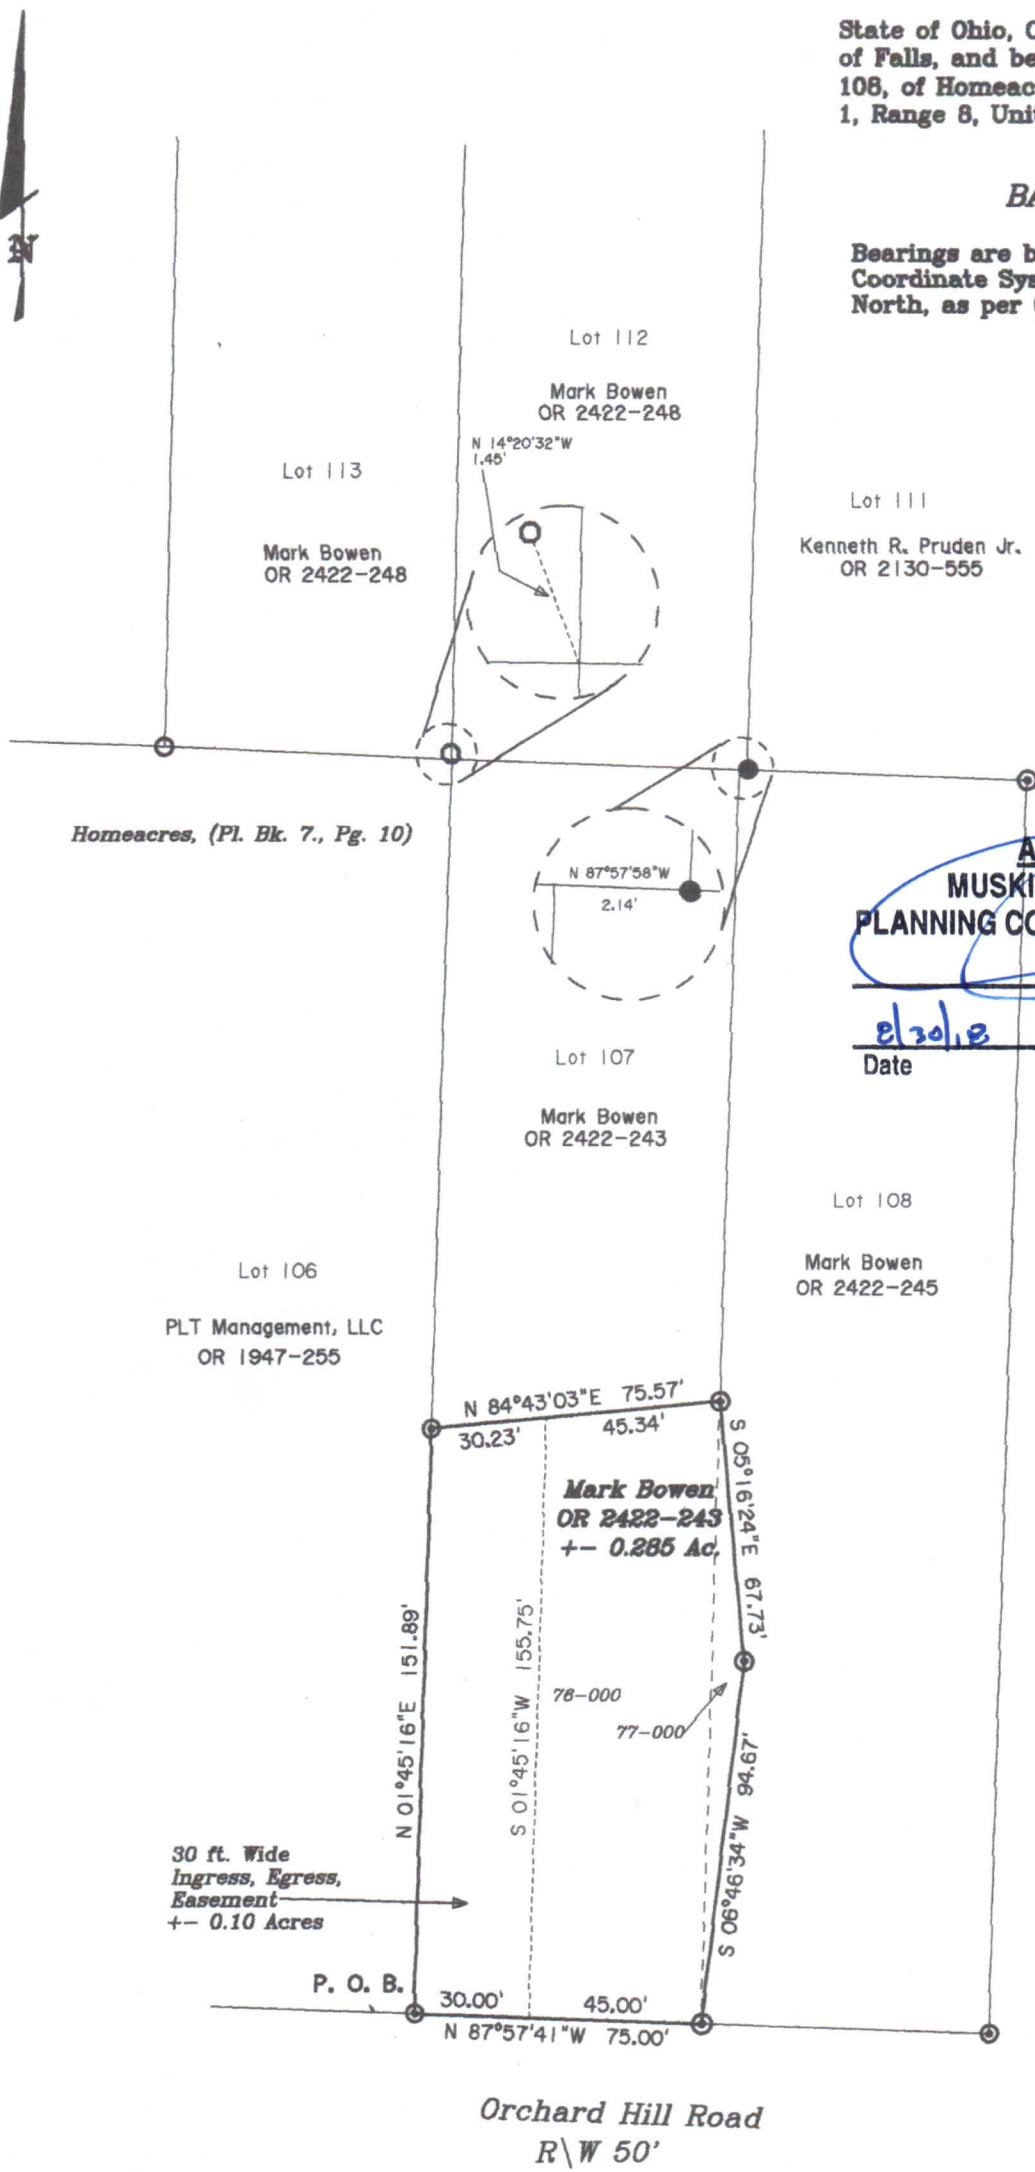 State of Ohio, C
of Falls, and be
108, of Homeac
1, Range 8, Uni
BA
Bearings are b
Coordinate Sys
North, as per
N
Lot 112
Mark Bowen
OR 2422-248
N 14°20'32"W
1.45'
Lot 113
Mark Bowen
OR 2422-248
Lot 111
Kenneth R. Pruden Jr.
OR 2130-555
Homeacres, (Pl. Bk. 7., Pg. 10)
N 87°57'58"W
2.14'
A
MUSKI
PLANNING CO
8/30/18
Date
Lot 107
Mark Bowen
OR 2422-243
Lot 108
Mark Bowen
OR 2422-245
Lot 106
PLT Management, LLC
OR 1947-255
N 84°43'03"E 75.57'
30.23' 45.34'
S 05°16'24"E 67.73'
Mark Bowen
OR 2422-243
+- 0.285 Ac.
N 01°45'16"E 151.89'
S 01°45'16"W 155.75'
76-000
77-000
S 06°46'34"W 94.67'
30 ft. Wide
Ingress, Egress,
Easement
+- 0.10 Acres
P. O. B.
30.00' 45.00'
N 87°57'41"W 75.00'
Orchard Hill Road
R\W 50'